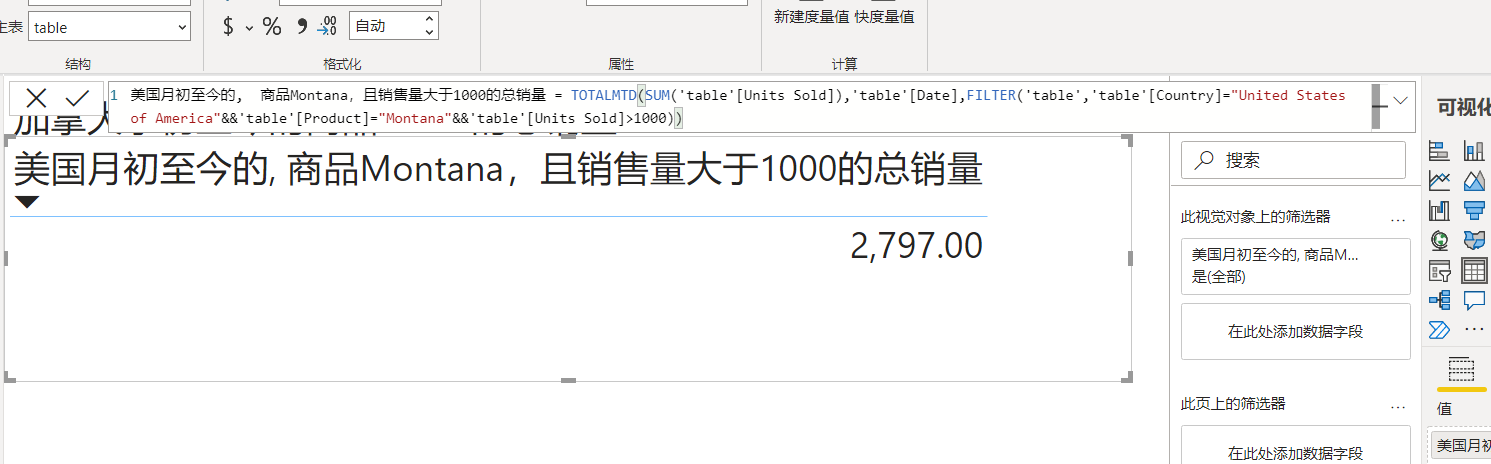 主表
table
$
%
自动
新建度量值 快度量值
结构
格式化
属性
计算
1 美国月初至今的, 商品Montana，且销售量大于1000的总销量 = TOTALMTD(SUM('table'[Units Sold]),'table'[Date],FILTER('table','table'[Country]="United States
of America"&&'table'[Product]="Montana"&&'table'[Units Sold]>1000))
美国月初至今的, 商品Montana，且销售量大于1000的总销量
2,797.00
搜索
此视觉对象上的筛选器 ...
美国月初至今的, 商品M...
是(全部)
在此处添加数据字段
此页上的筛选器 ...
在此处添加数据字段
可视化
...
值
美国月初